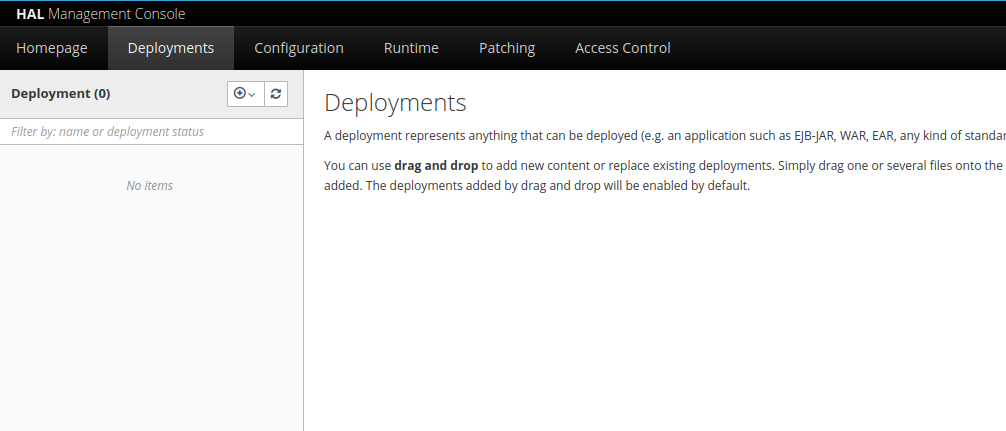 HAL Management Console
Homepage Deployments Configuration Runtime Patching Access Control
Deployment (0)
Filter by: name or deployment status
No items
Deployments
A deployment represents anything that can be deployed (e.g. an application such as EJB-JAR, WAR, EAR, any kind of standar
You can use drag and drop to add new content or replace existing deployments. Simply drag one or several files onto the
added. The deployments added by drag and drop will be enabled by default.